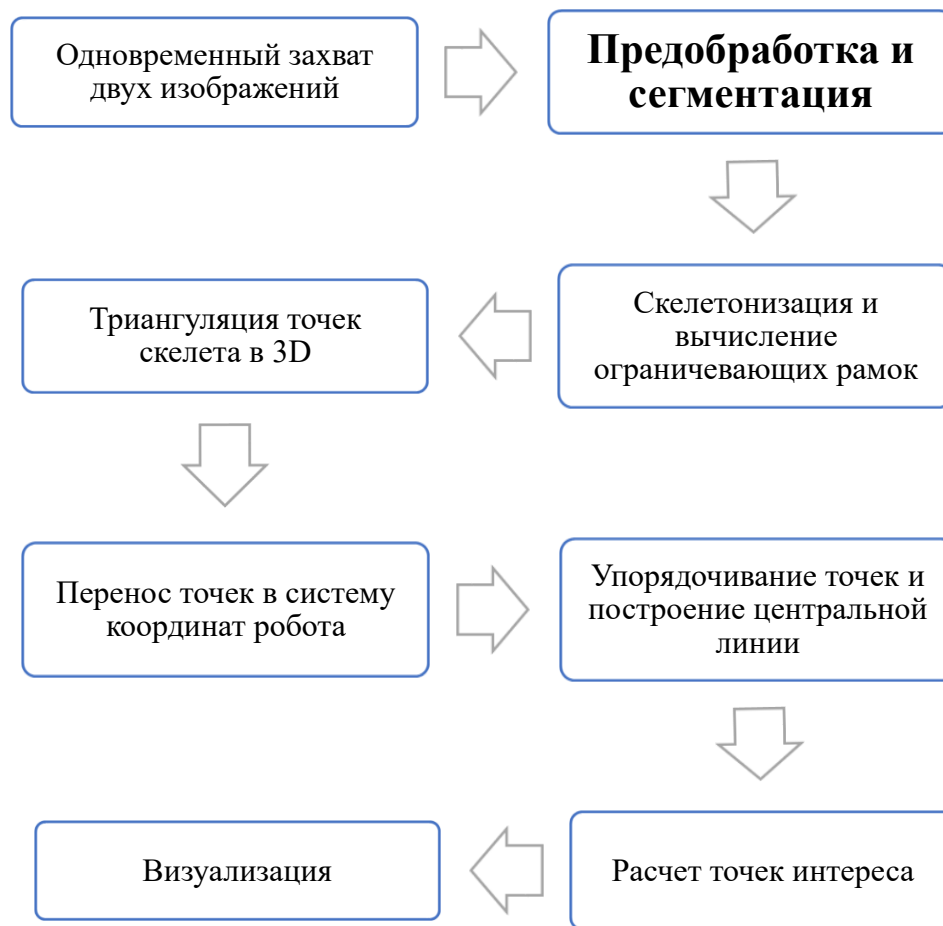 Одновременный захват
двух изображений
Предобработка и
сегментация
Скелетонизация и
вычисление
ограничевающих рамок
Триангуляция точек
скелета в 3D
Перенос точек в систему
координат робота
Упорядочивание точек и
построение центральной
линии
Расчет точек интереса
Визуализация